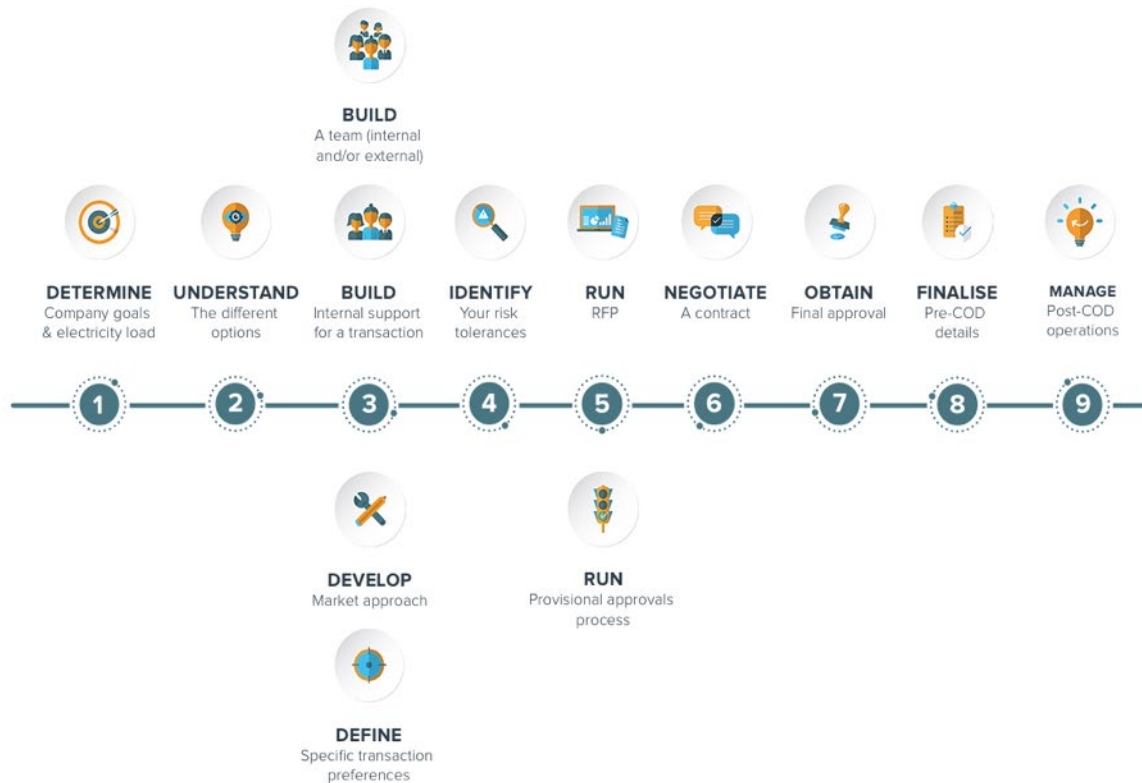 BUILD
A team (internal
and/or external)
DETERMINE
Company goals
& electricity load
UNDERSTAND
The different
options
BUILD
Internal support
for a transaction
IDENTIFY
Your risk
tolerances
RUN
RFP
NEGOTIATE
A contract
OBTAIN
Final approval
FINALISE
Pre-COD
details
MANAGE
Post-COD
operations
1
2
3
4
5
6
7
8
9
DEVELOP
Market approach
RUN
Provisional approvals
process
DEFINE
Specific transaction
preferences